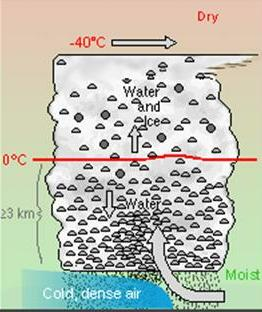 Dry
-40°C
Water
and
Ice
0°C
≥3 km
Water
Moist
Cold, dense air